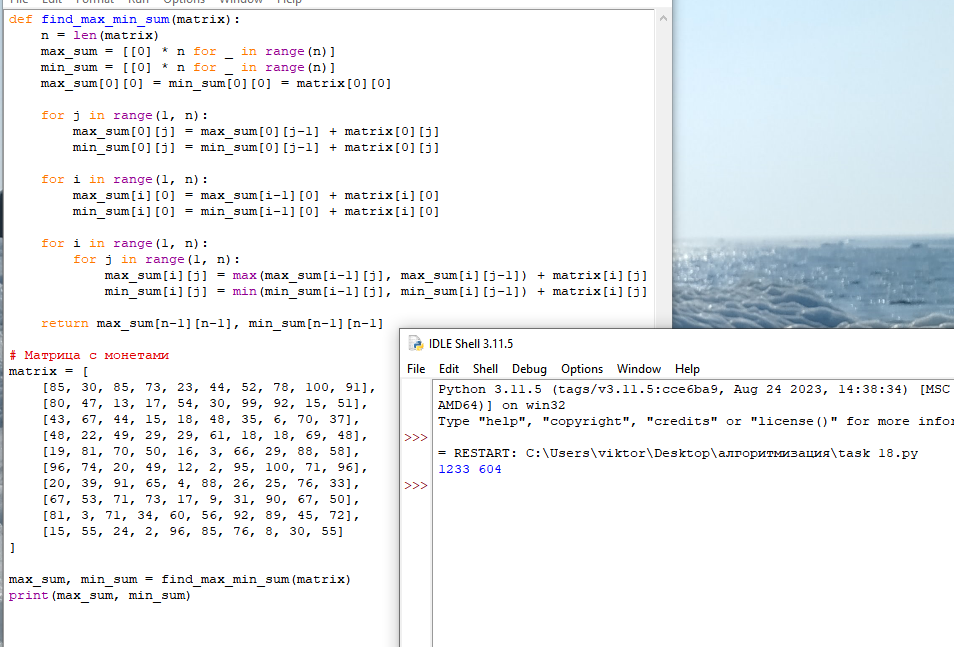 File Edit Format Run Options Window Help
def find_max_min_sum(matrix):
    n = len(matrix)
    max_sum = [[0] * n for _ in range(n)]
    min_sum = [[0] * n for _ in range(n)]
    max_sum[0][0] = min_sum[0][0] = matrix[0][0]
    for j in range(1, n):
        max_sum[0][j] = max_sum[0][j-1] + matrix[0][j]
        min_sum[0][j] = min_sum[0][j-1] + matrix[0][j]
    for i in range(1, n):
        max_sum[i][0] = max_sum[i-1][0] + matrix[i][0]
        min_sum[i][0] = min_sum[i-1][0] + matrix[i][0]
    for i in range(1, n):
        for j in range(1, n):
            max_sum[i][j] = max(max_sum[i-1][j], max_sum[i][j-1]) + matrix[i][j]
            min_sum[i][j] = min(min_sum[i-1][j], min_sum[i][j-1]) + matrix[i][j]
    return max_sum[n-1][n-1], min_sum[n-1][n-1]
# Матрица с монетами
matrix = [
    [85, 30, 85, 73, 23, 44, 52, 78, 100, 91],
    [80, 47, 13, 17, 54, 30, 99, 92, 15, 51],
    [43, 67, 44, 15, 18, 48, 35, 6, 70, 37],
    [48, 22, 49, 29, 29, 61, 18, 18, 69, 48],
    [19, 81, 70, 50, 16, 3, 66, 29, 88, 58],
    [96, 74, 20, 49, 12, 2, 95, 100, 71, 96],
    [20, 39, 91, 65, 4, 88, 26, 25, 76, 33],
    [67, 53, 71, 73, 17, 9, 31, 90, 67, 50],
    [81, 3, 71, 34, 60, 56, 92, 89, 45, 72],
    [15, 55, 24, 2, 96, 85, 76, 8, 30, 55]
]
max_sum, min_sum = find_max_min_sum(matrix)
print(max_sum, min_sum)
IDLE Shell 3.11.5
File Edit Shell Debug Options Window Help
Python 3.11.5 (tags/v3.11.5:cce6ba9, Aug 24 2023, 14:38:34) [MSC
AMD64)] on win32
Type "help", "copyright", "credits" or "license()" for more infor
>>>
= RESTART: C:\Users\viktor\Desktop\алгоритмизация\task 18.py
1233 604
>>>